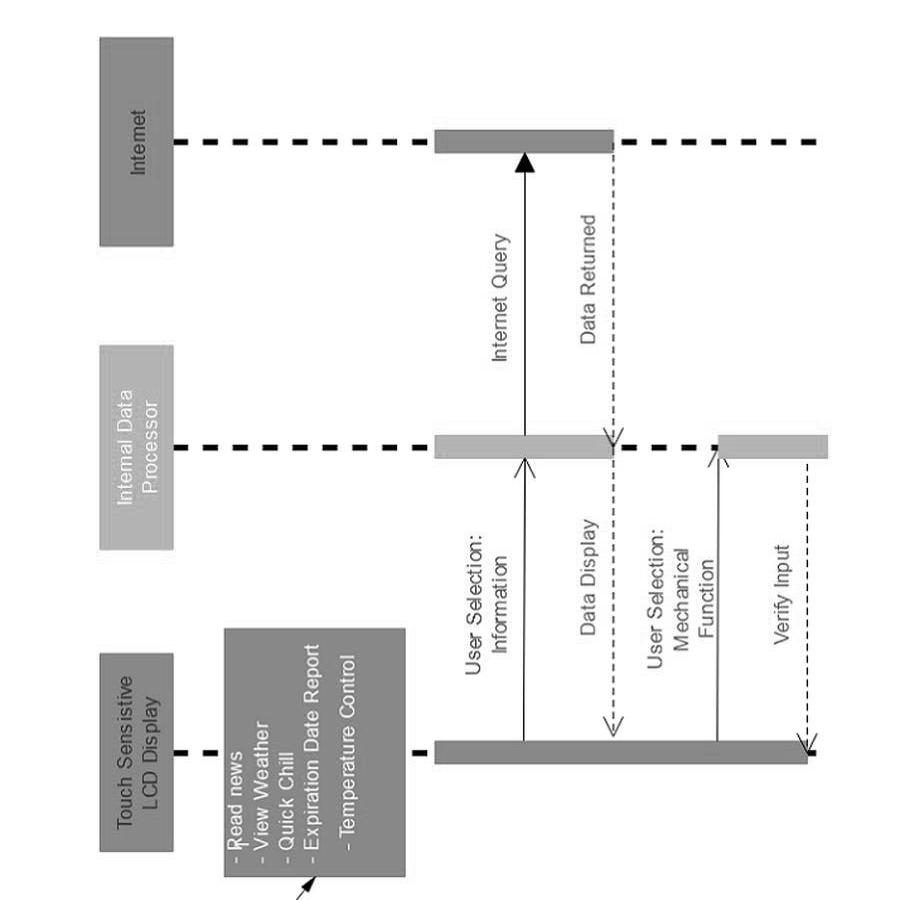 Touch Sensistive
LCD Display
Internal Data
Processor
Internet
- Read news
- View Weather
- Quick Chill
- Expiration Date Report
- Temperature Control
User Selection:
Information
Internet Query
Data Display
Data Returned
User Selection:
Mechanical
Function
Verify Input